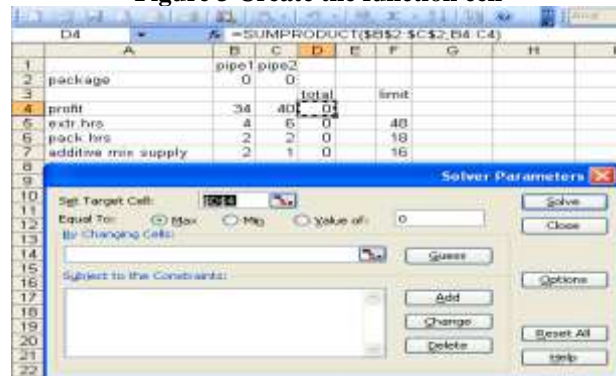 Figure 3 Create the function cell
D4 fx =SUMPRODUCT($B$2:$C$2,B4:C4)
A B C D E F G H
1 pipe1 pipe2
2 package 0 0
3 total limit
4 profit 34 40 0
5 extr.hrs 4 6 0 48
6 pack hrs 2 2 0 18
7 additive mix supply 2 1 0 16
8
9 Solver Parameters
10 Set Target Cell: $D$4 Solve
11 Equal To: Max Min Value of: 0 Close
12 By Changing Cells:
13
14 Guess
15 Subject to the Constraints: Options
16
17 Add
18
19 Change
20 Reset All
21 Delete Help
22